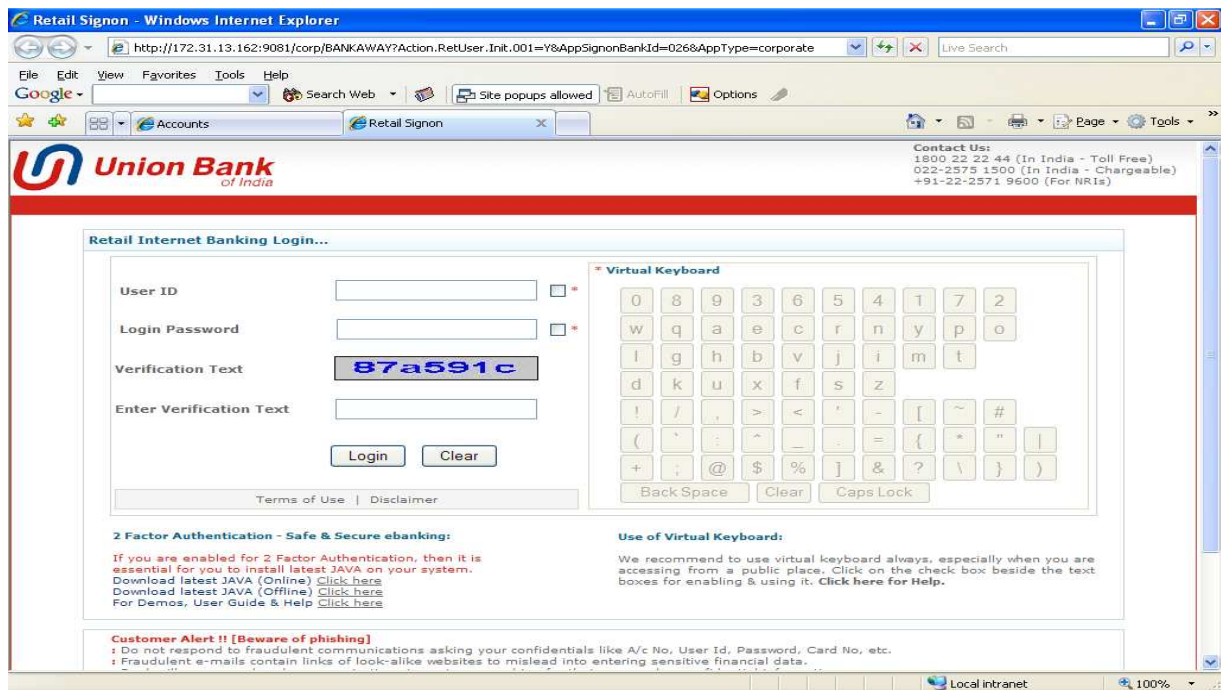 Retail Signon - Windows Internet Explorer
http://172.31.13.162:9081/corp/BANKAWAY?Action.RetUser.Init.001=Y&AppSignonBankId=026&AppType=corporate
Live Search
File Edit View Favorites Tools Help
Google
Search Web
Site popups allowed
AutoFill
Options
Accounts
Retail Signon
Page
Tools
Union Bank
of India
Contact Us:
1800 22 22 44 (In India - Toll Free)
022-2575 1500 (In India - Chargeable)
+91-22-2571 9600 (For NRIs)
Retail Internet Banking Login...
User ID
*
Login Password
*
Verification Text
87a591c
Enter Verification Text
Login Clear
Terms of Use | Disclaimer
* Virtual Keyboard
0 8 9 3 6 5 4 1 7 2
w q a e c r n y p o
l g h b v j i m t
d k u x f s z
! / , > < ' - [ ~ #
( ` : ^ _ . = { * " |
+ ; @ $ % ] & ? \ } )
Back Space Clear Caps Lock
2 Factor Authentication - Safe & Secure ebanking:
If you are enabled for 2 Factor Authentication, then it is
essential for you to install latest JAVA on your system.
Download latest JAVA (Online) Click here
Download latest JAVA (Offline) Click here
For Demos, User Guide & Help Click here
Use of Virtual Keyboard:
We recommend to use virtual keyboard always, especially when you are
accessing from a public place. Click on the check box beside the text
boxes for enabling & using it. Click here for Help.
Customer Alert !! [Beware of phishing]
: Do not respond to fraudulent communications asking your confidentials like A/c No, User Id, Password, Card No, etc.
: Fraudulent e-mails contain links of look-alike websites to mislead into entering sensitive financial data.
Local intranet
100%